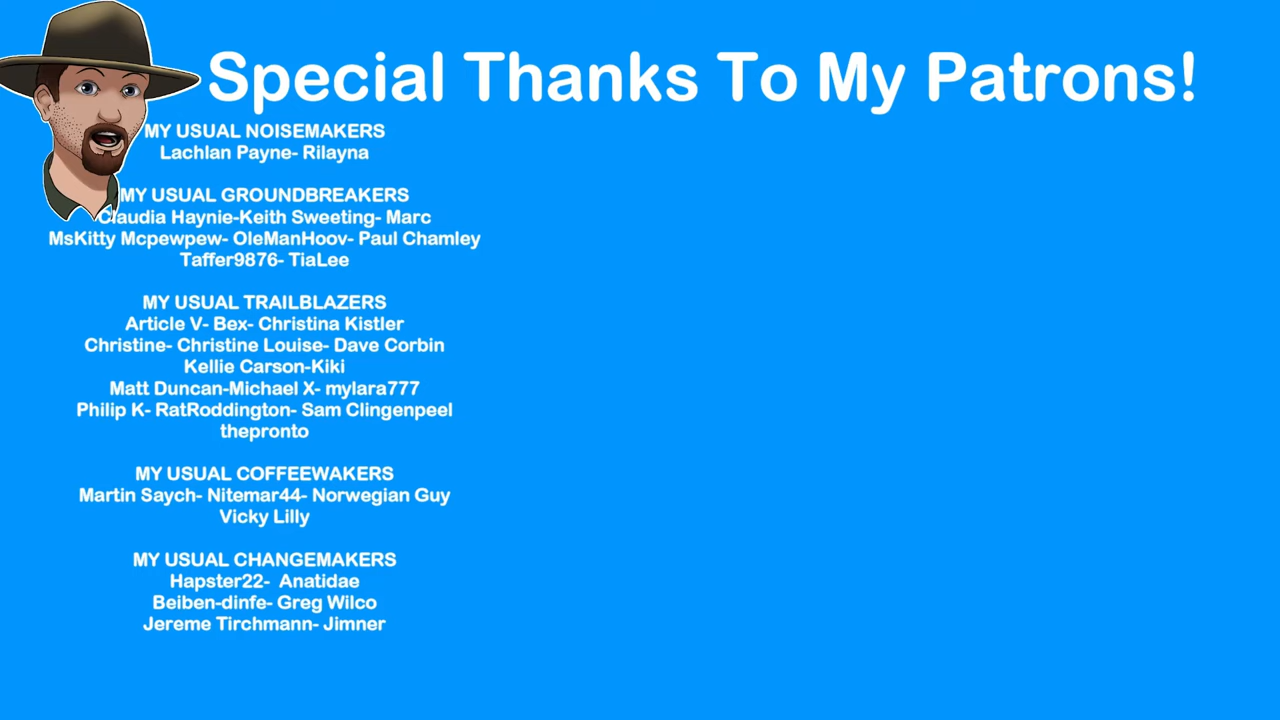 Special Thanks To My Patrons!
MY USUAL NOISEMAKERS
Lachlan Payne- Rilayna
MY USUAL GROUNDBREAKERS
Claudia Haynie-Keith Sweeting- Marc
MsKitty Mcpewpew- OleManHoov- Paul Chamley
Taffer9876- TiaLee
MY USUAL TRAILBLAZERS
Article V- Bex- Christina Kistler
Christine- Christine Louise- Dave Corbin
Kellie Carson-Kiki
Matt Duncan-Michael X- mylara777
Philip K- RatRoddington- Sam Clingenpeel
thepronto
MY USUAL COFFEEWAKERS
Martin Saych- Nitemar44- Norwegian Guy
Vicky Lilly
MY USUAL CHANGEMAKERS
Hapster22-  Anatidae
Beiben-dinfe- Greg Wilco
Jereme Tirchmann- Jimner